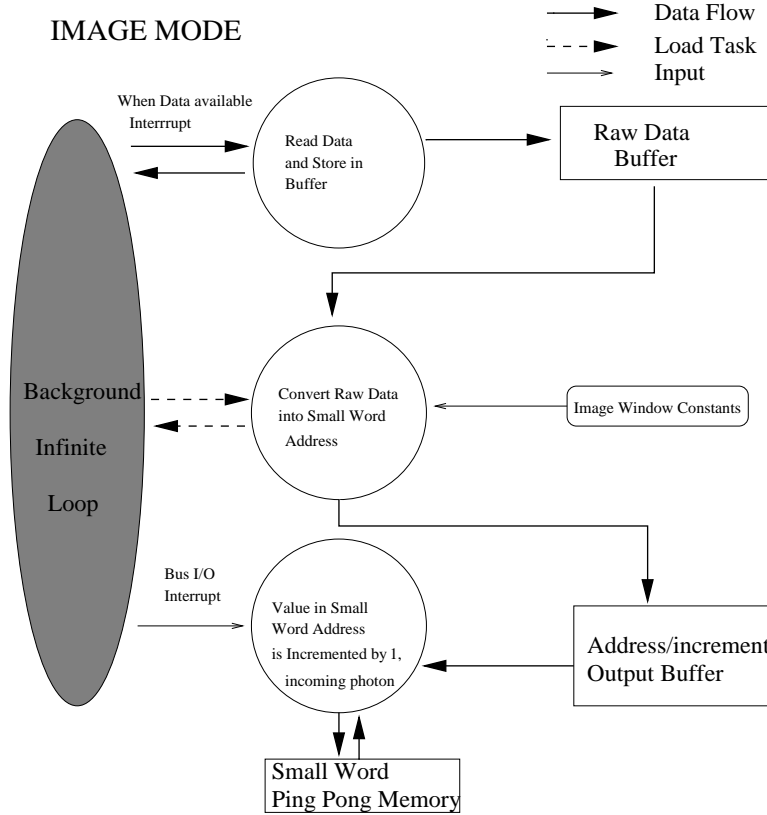 IMAGE MODE
Data Flow
Load Task
Input
When Data available
Interrrupt
Read Data
and Store in
Buffer
Raw Data
Buffer
Background
Infinite
Loop
Convert Raw Data
into Small Word
Address
Image Window Constants
Bus I/O
Interrupt
Value in Small
Word Address
is Incremented by 1,
incoming photon
Address/increment
Output Buffer
Small Word
Ping Pong Memory